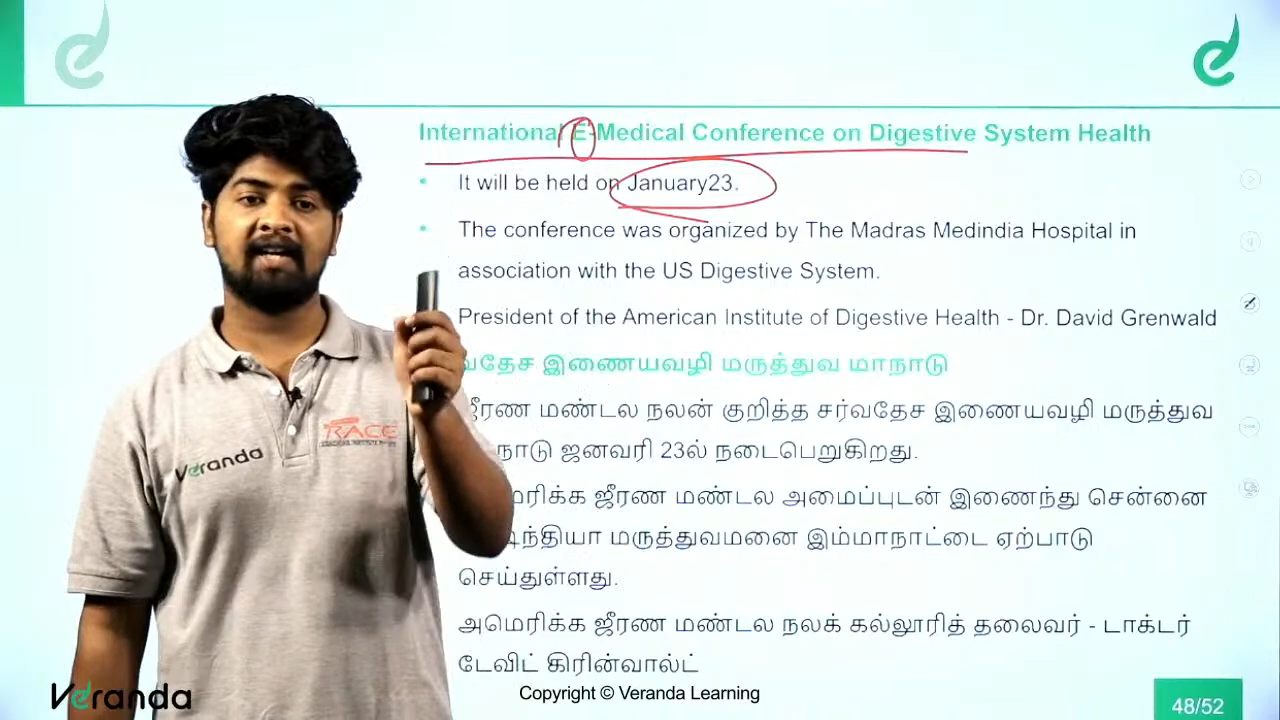 International E-Medical Conference on Digestive System Health
It will be held on January23.
The conference was organized by The Madras Medindia Hospital in
association with the US Digestive System.
President of the American Institute of Digestive Health - Dr. David Grenwald
இணையவழி மருத்துவ மாநாடு
மண்டல நலன் குறித்த சர்வதேச இணையவழி மருத்துவ
ஜனவரி 23ல் நடைபெறுகிறது.
ஜீரண மண்டல அமைப்புடன் இணைந்து சென்னை
மருத்துவமனை இம்மாநாட்டை ஏற்பாடு
செய்துள்ளது.
அமெரிக்க ஜீரண மண்டல நலக் கல்லூரித் தலைவர் - டாக்டர்
டேவிட் கிரின்வால்ட்
Veranda
RACE
Veranda
Copyright © Veranda Learning
48/52